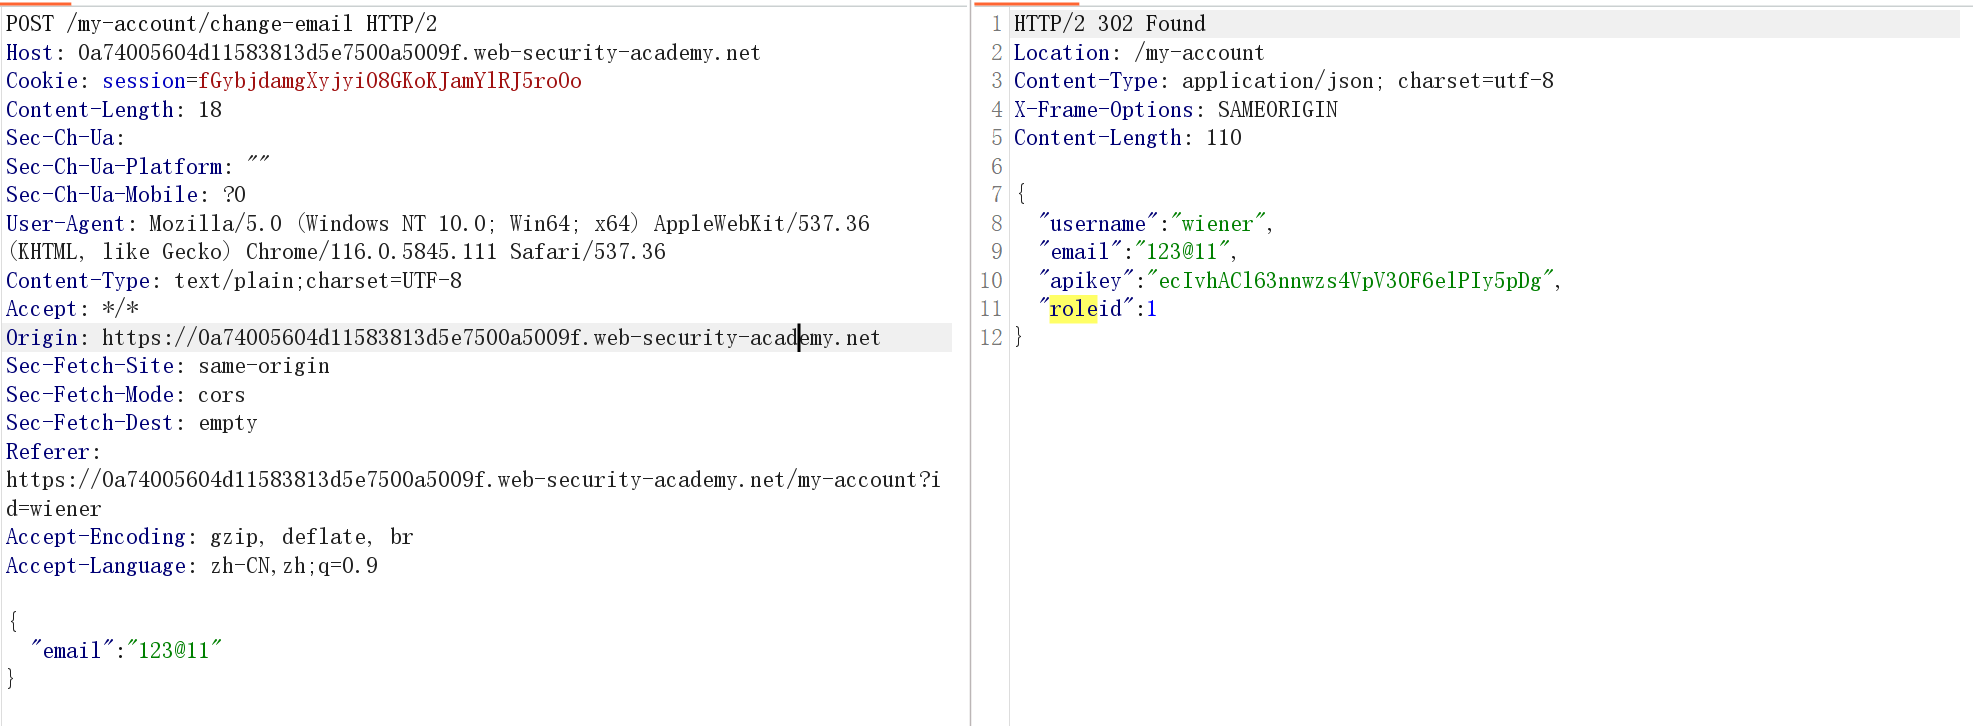 POST /my-account/change-email HTTP/2
Host: 0a74005604d11583813d5e7500a5009f.web-security-academy.net
Cookie: session=fGybjdamgXyjyiO8GKoKJamYlRJ5roOo
Content-Length: 18
Sec-Ch-Ua:
Sec-Ch-Ua-Platform: ""
Sec-Ch-Ua-Mobile: ?0
User-Agent: Mozilla/5.0 (Windows NT 10.0; Win64; x64) AppleWebKit/537.36
(KHTML, like Gecko) Chrome/116.0.5845.111 Safari/537.36
Content-Type: text/plain;charset=UTF-8
Accept: */*
Origin: https://0a74005604d11583813d5e7500a5009f.web-security-academy.net
Sec-Fetch-Site: same-origin
Sec-Fetch-Mode: cors
Sec-Fetch-Dest: empty
Referer:
https://0a74005604d11583813d5e7500a5009f.web-security-academy.net/my-account?i
d=wiener
Accept-Encoding: gzip, deflate, br
Accept-Language: zh-CN,zh;q=0.9
{
"email":"123@11"
}
1 HTTP/2 302 Found
2 Location: /my-account
3 Content-Type: application/json; charset=utf-8
4 X-Frame-Options: SAMEORIGIN
5 Content-Length: 110
6
7 {
8 "username":"wiener",
9 "email":"123@11",
10 "apikey":"ecIvhACl63nnwzs4VpV3OF6elPIy5pDg",
11 "roleid":1
12 }